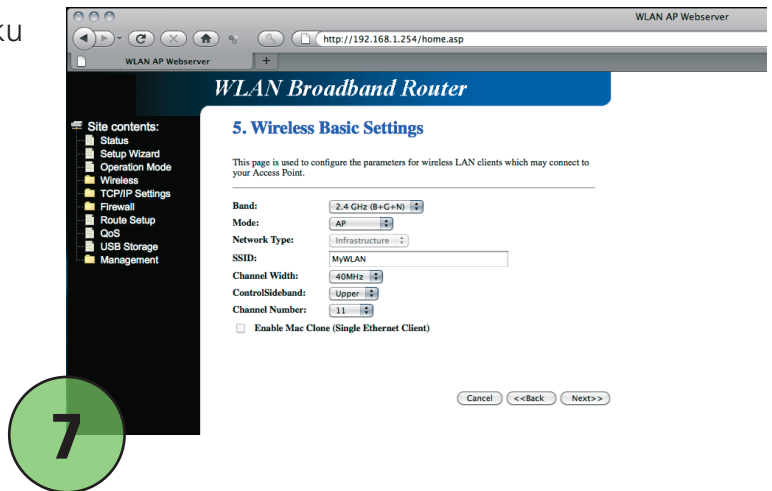 ku
WLAN AP Webserver
http://192.168.1.254/home.asp
WLAN AP Webserver
+
WLAN Broadband Router
Site contents:
Status
Setup Wizard
Operation Mode
Wireless
TCP/IP Settings
Firewall
Route Setup
QoS
USB Storage
Management
5. Wireless Basic Settings
This page is used to configure the parameters for wireless LAN clients which may connect to
your Access Point.
Band: 2.4 GHz (B+G+N)
Mode: AP
Network Type: Infrastructure
SSID: MyWLAN
Channel Width: 40MHz
ControlSideband: Upper
Channel Number: 11
Enable Mac Clone (Single Ethernet Client)
Cancel <<Back Next>>
7